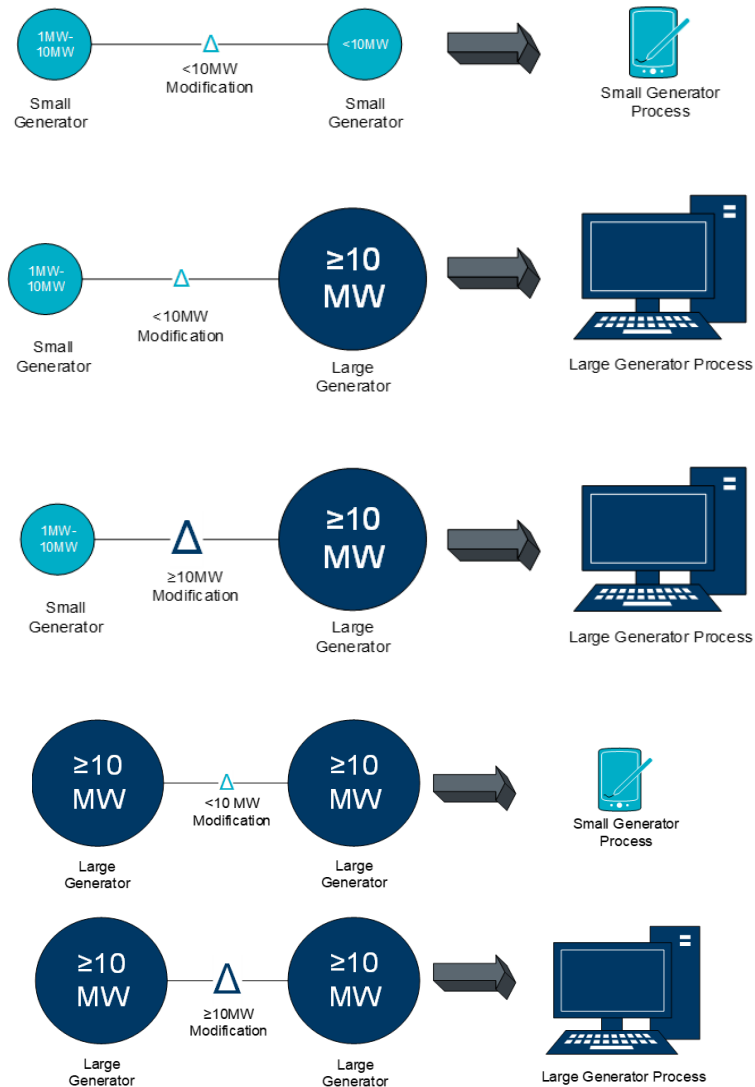 1MW-
10MW
Δ
<10MW
Modification
<10MW
Small
Generator
Small
Generator
Small Generator
Process
1MW-
10MW
Δ
<10MW
Modification
≥10
MW
Small
Generator
Large
Generator
Large Generator Process
1MW-
10MW
Δ
≥10MW
Modification
≥10
MW
Small
Generator
Large
Generator
Large Generator Process
≥10
MW
Δ
<10 MW
Modification
≥10
MW
Large
Generator
Large
Generator
Small Generator
Process
≥10
MW
Δ
≥10MW
Modification
≥10
MW
Large
Generator
Large
Generator
Large Generator Process